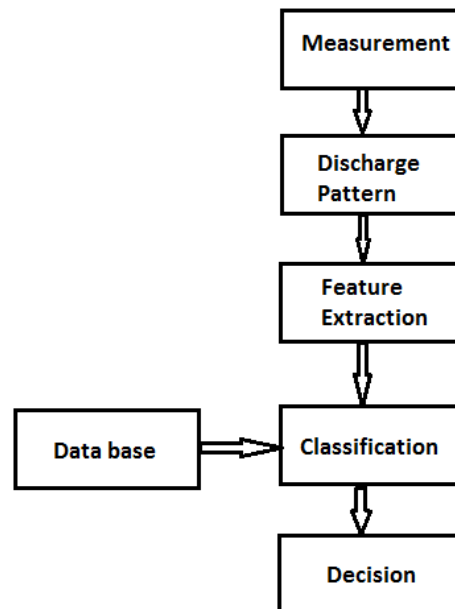 Measurement
Discharge
Pattern
Feature
Extraction
Data base
Classification
Decision